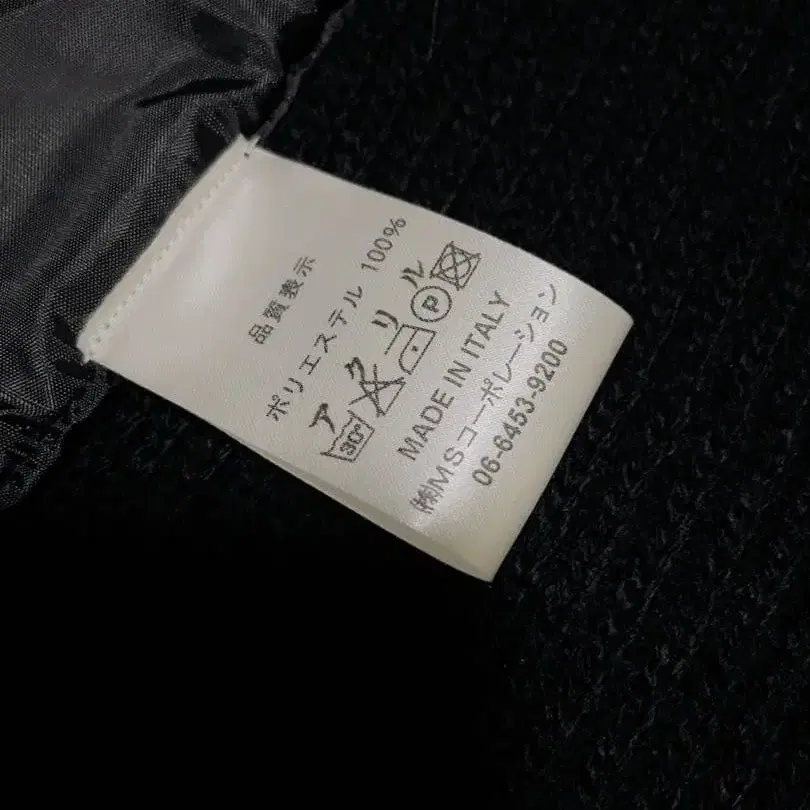 品質表示
ポリエステル 100%
アクリル
30° P
MADE IN ITALY
㈱MSコーポレーション
06-6453-9200